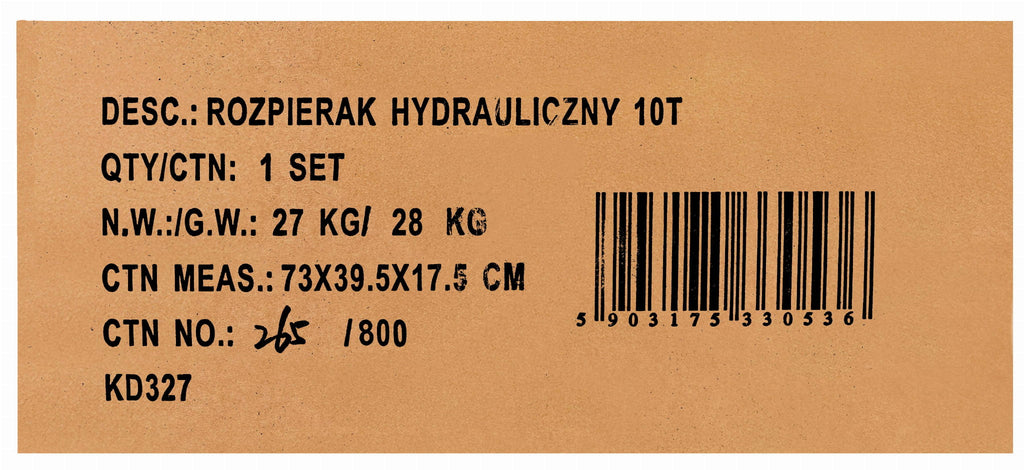 DESC.: ROZPIERAK HYDRAULICZNY 10T
QTY/CTN: 1 SET
N.W.:/G.W.: 27 KG/ 28 KG
CTN MEAS.: 73X39.5X17.5 CM
CTN NO.: 265 /800
KD327
5 903175 330536